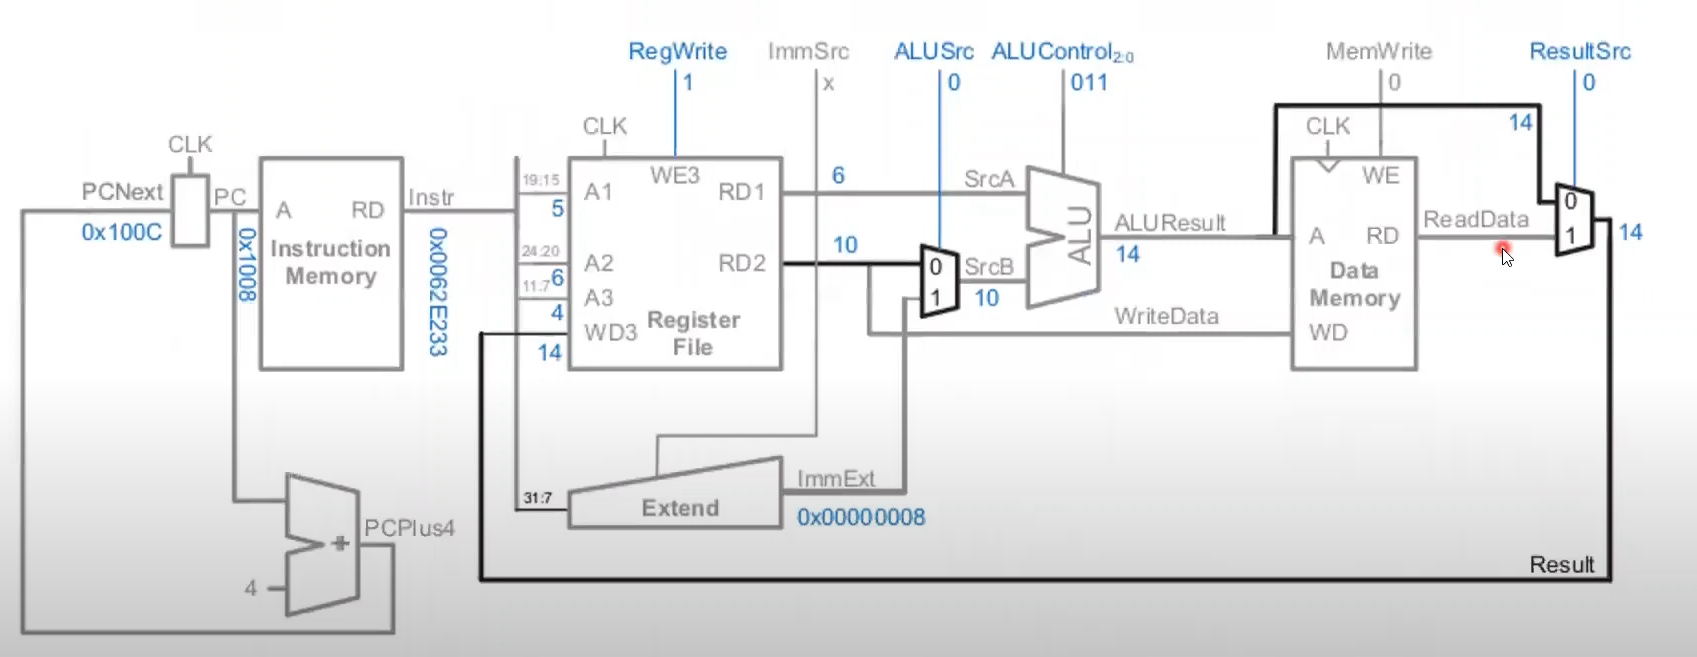 RegWrite ImmSrc ALUSrc ALUControl2:0 MemWrite ResultSrc
1 x 0 011 0 0
CLK CLK 14
CLK
PCNext PC Instr
0x100C
0x1008
A RD
Instruction
Memory
0x0062E233
19:15
5
24:20
6
11:7
4
14
31:7
WE3
A1 RD1
A2 RD2
A3
WD3
Register
File
6
10
0
1
SrcA
SrcB
10
ALU
ALUResult
14
WriteData
WE
A RD
Data
Memory
WD
ReadData
0
1
14
Extend
ImmExt
0x00000008
PCPlus4
+
4
Result